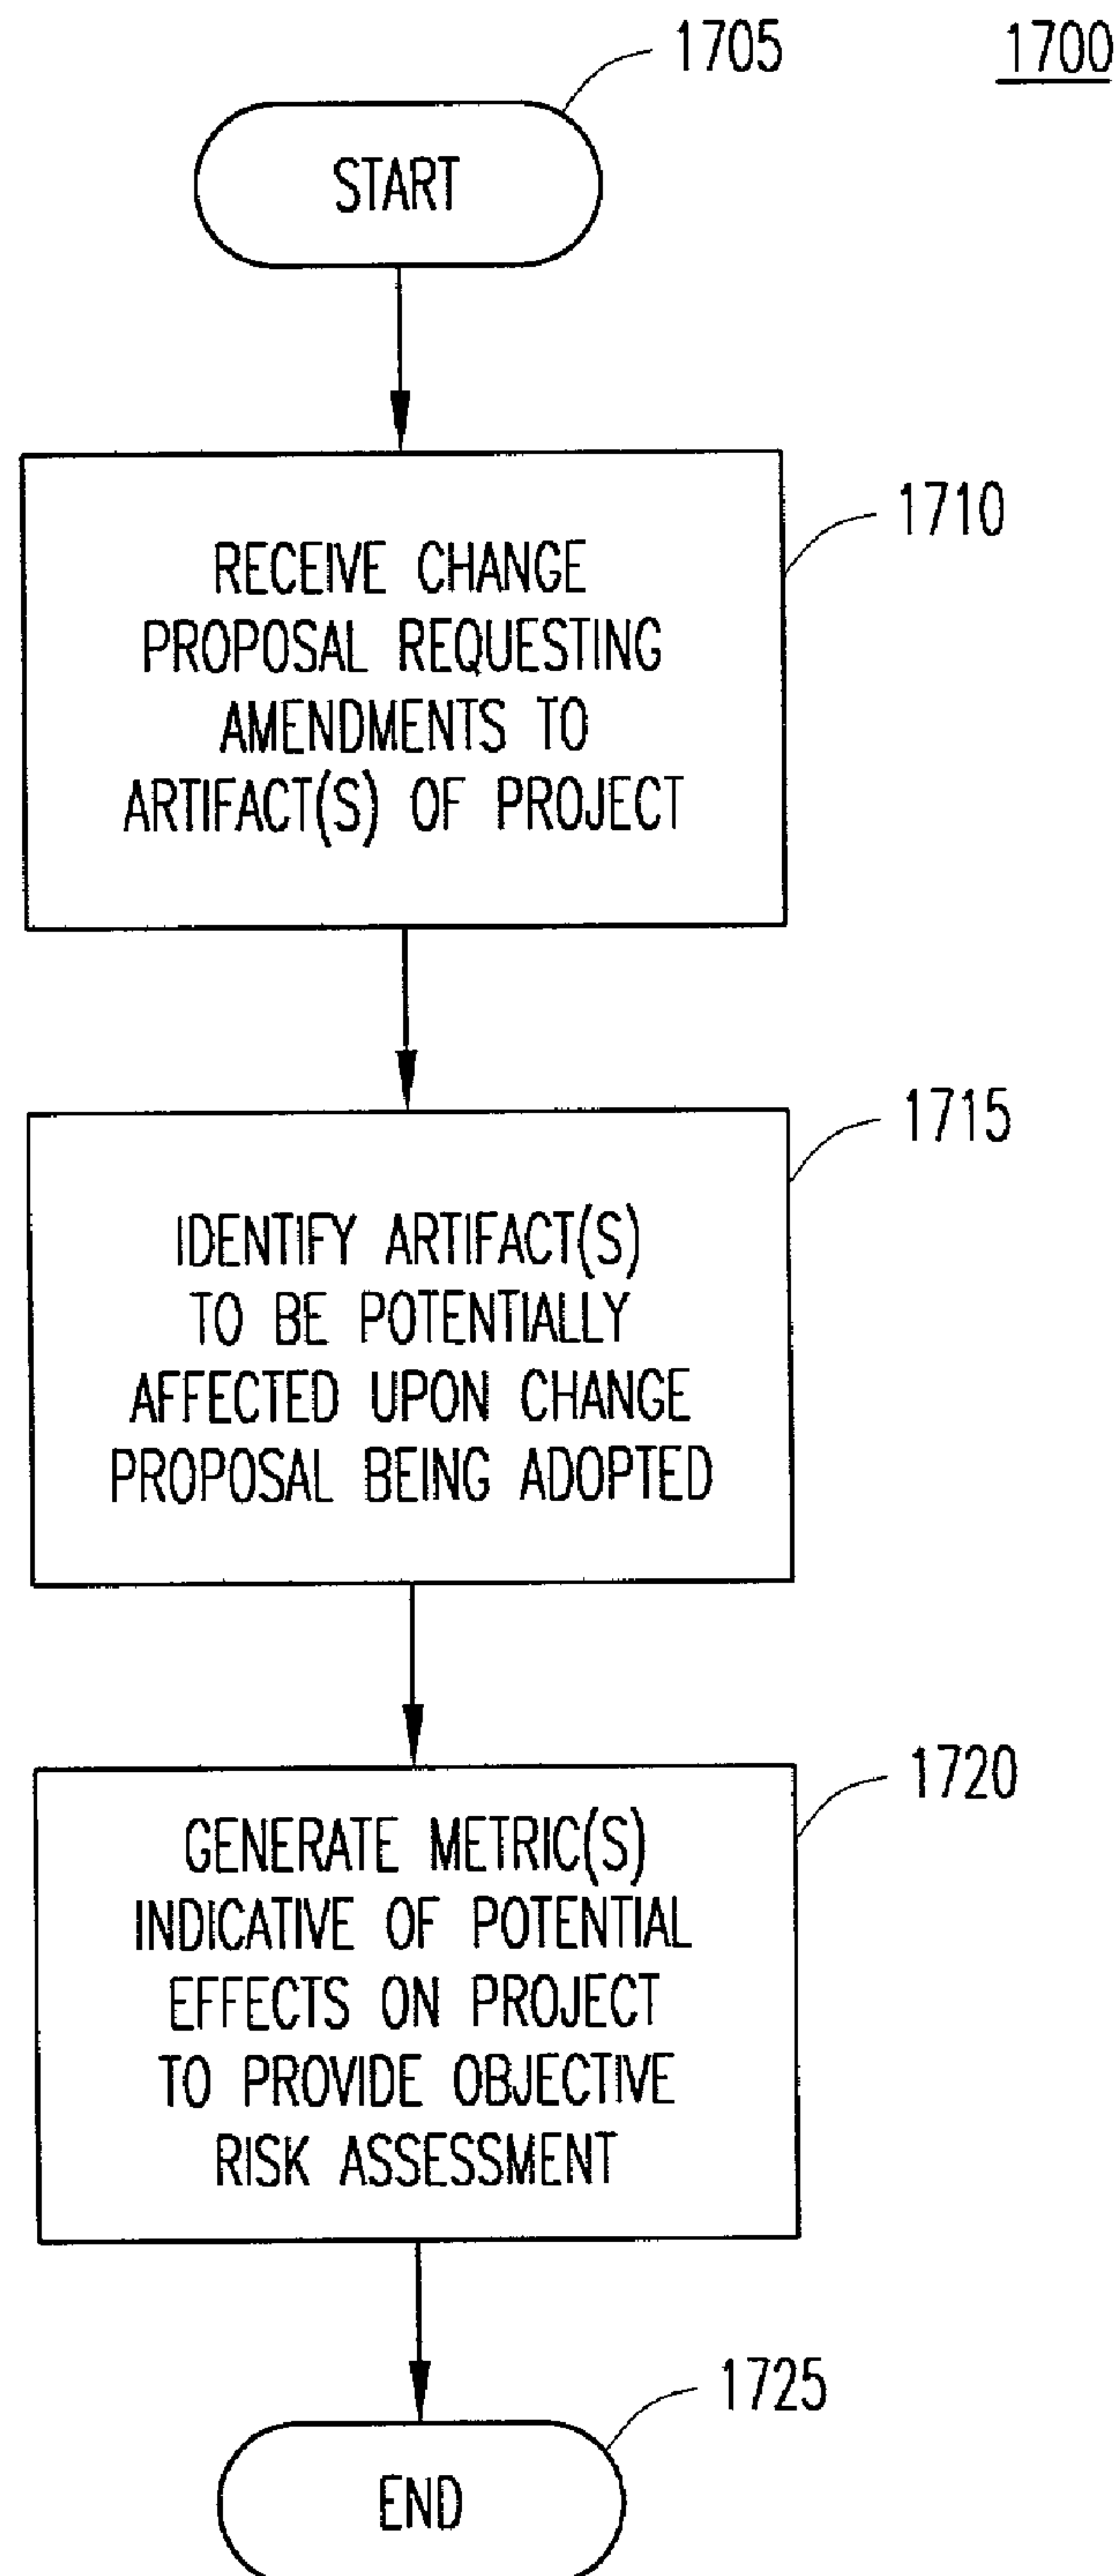 1705
1700
START
1710
RECEIVE CHANGE
PROPOSAL REQUESTING
AMENDMENTS TO
ARTIFACT(S) OF PROJECT
1715
IDENTIFY ARTIFACT(S)
TO BE POTENTIALLY
AFFECTED UPON CHANGE
PROPOSAL BEING ADOPTED
1720
GENERATE METRIC(S)
INDICATIVE OF POTENTIAL
EFFECTS ON PROJECT
TO PROVIDE OBJECTIVE
RISK ASSESSMENT
1725
END